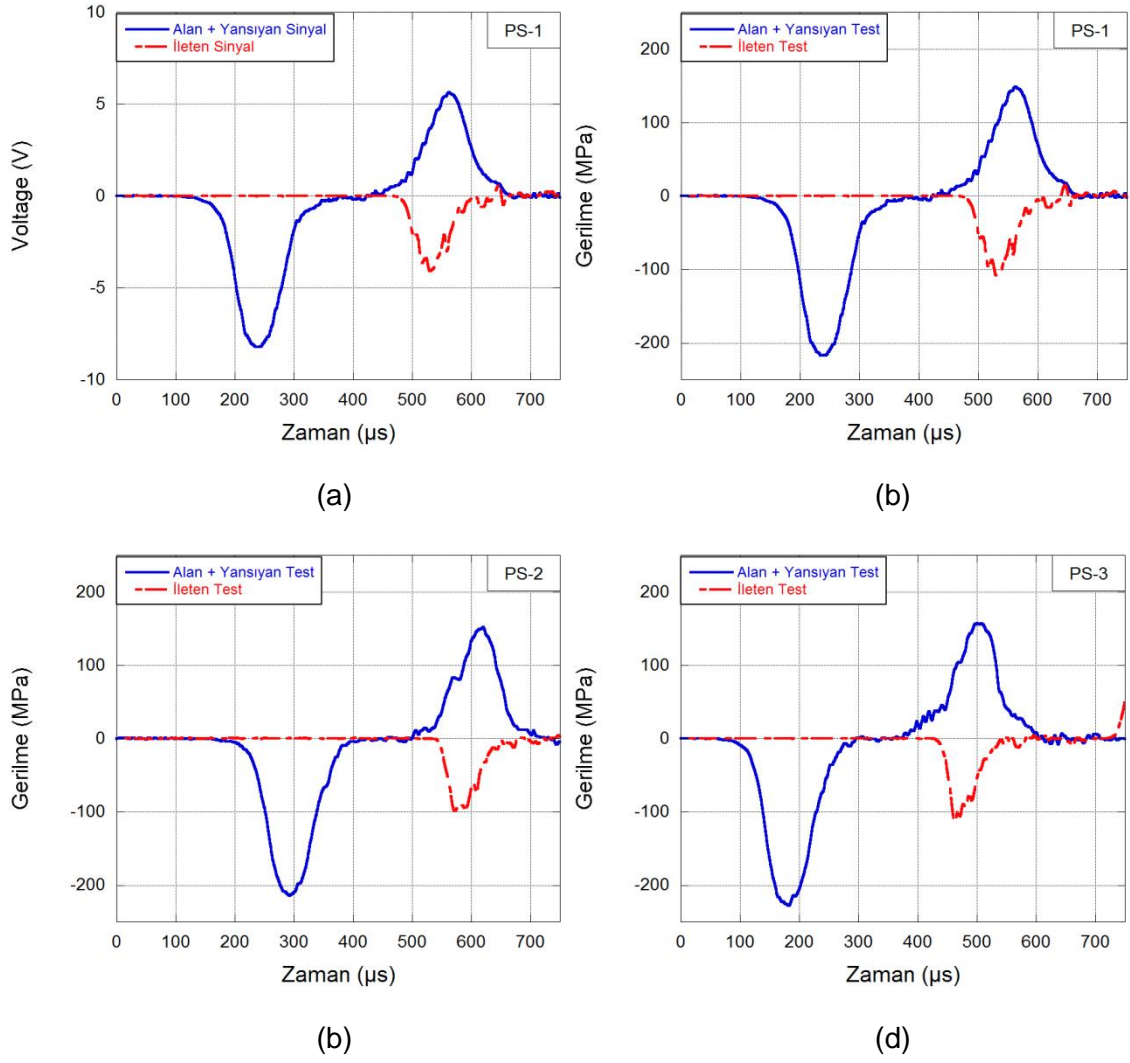 Alan + Yansıyan Sinyal
İleten Sinyal
PS-1
10
5
0
-5
-10
Voltage (V)
0 100 200 300 400 500 600 700
Zaman (µs)
(a)
Alan + Yansıyan Test
İleten Test
PS-1
200
100
0
-100
-200
Gerilme (MPa)
0 100 200 300 400 500 600 700
Zaman (µs)
(b)
Alan + Yansıyan Test
İleten Test
PS-2
200
100
0
-100
-200
Gerilme (MPa)
0 100 200 300 400 500 600 700
Zaman (µs)
(b)
Alan + Yansıyan Test
İleten Test
PS-3
200
100
0
-100
-200
Gerilme (MPa)
0 100 200 300 400 500 600 700
Zaman (µs)
(d)